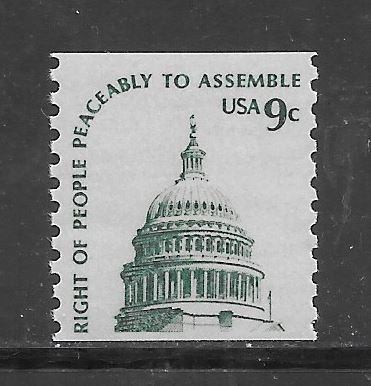 RIGHT OF PEOPLE PEACEABLY TO ASSEMBLE
USA 9c